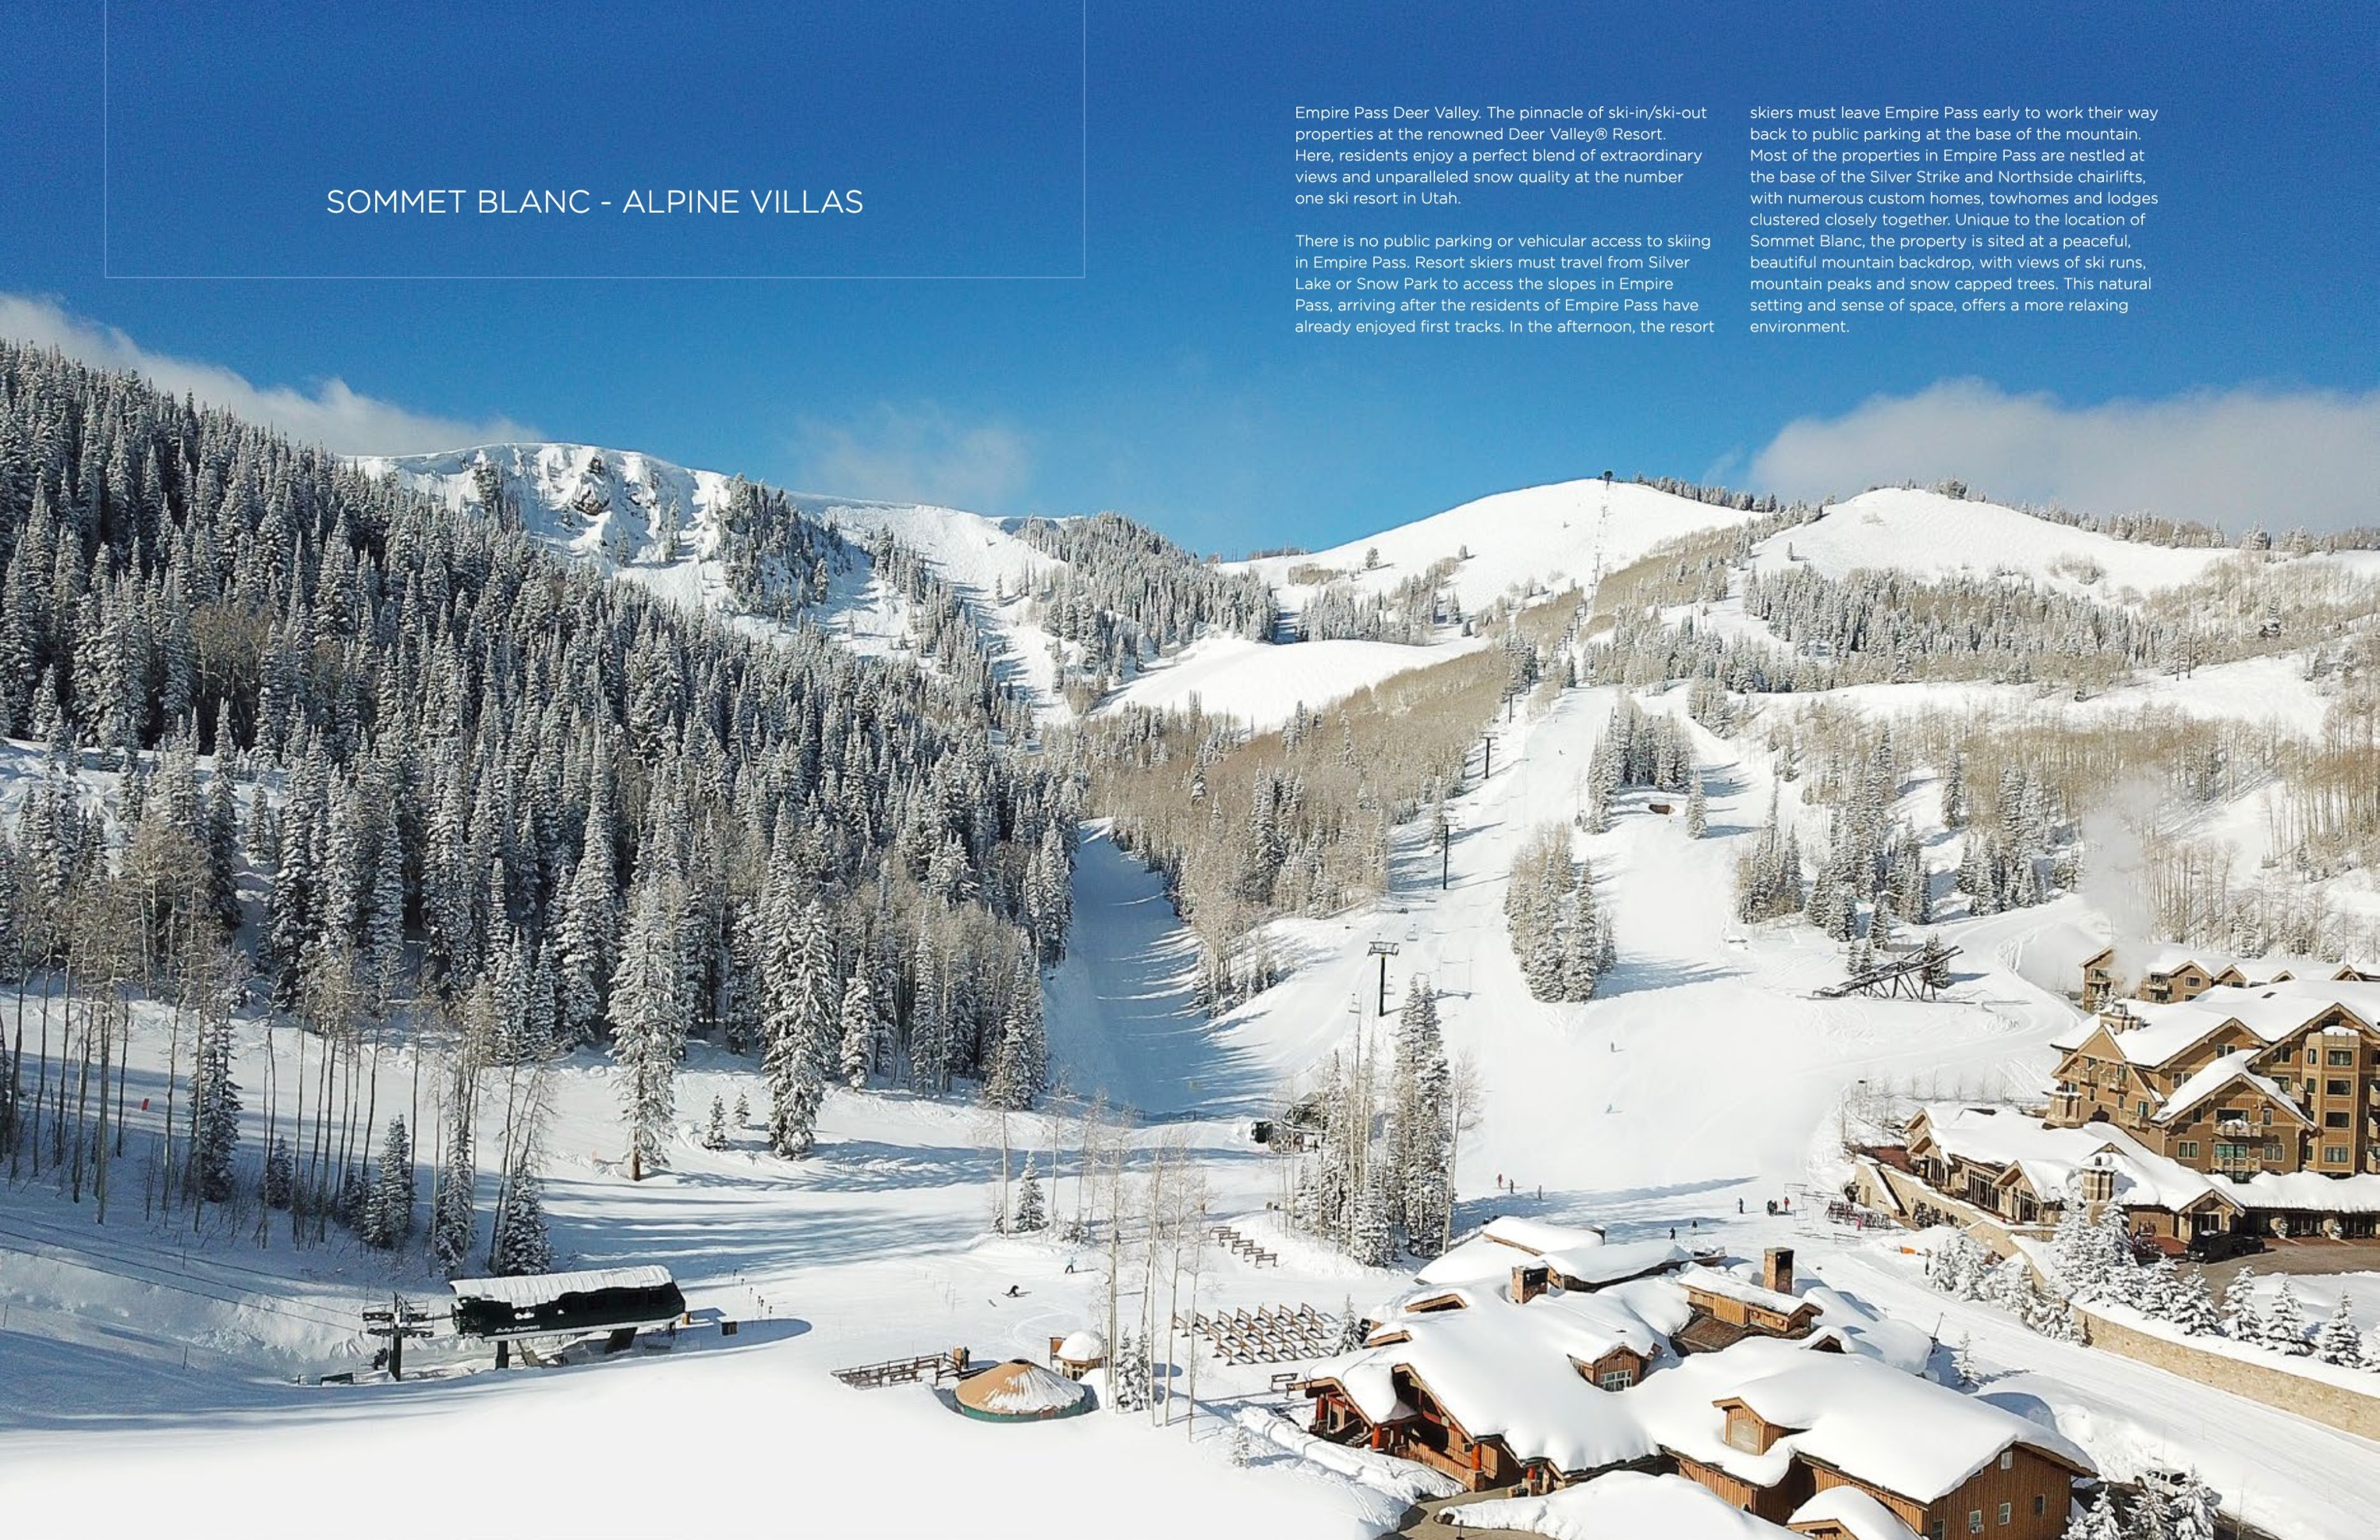 SOMMET BLANC - ALPINE VILLAS
Empire Pass Deer Valley. The pinnacle of ski-in/ski-out
properties at the renowned Deer Valley® Resort.
Here, residents enjoy a perfect blend of extraordinary
views and unparalleled snow quality at the number
one ski resort in Utah.
There is no public parking or vehicular access to skiing
in Empire Pass. Resort skiers must travel from Silver
Lake or Snow Park to access the slopes in Empire
Pass, arriving after the residents of Empire Pass have
already enjoyed first tracks. In the afternoon, the resort
skiers must leave Empire Pass early to work their way
back to public parking at the base of the mountain.
Most of the properties in Empire Pass are nestled at
the base of the Silver Strike and Northside chairlifts,
with numerous custom homes, towhomes and lodges
clustered closely together. Unique to the location of
Sommet Blanc, the property is sited at a peaceful,
beautiful mountain backdrop, with views of ski runs,
mountain peaks and snow capped trees. This natural
setting and sense of space, offers a more relaxing
environment.
Ruby Express